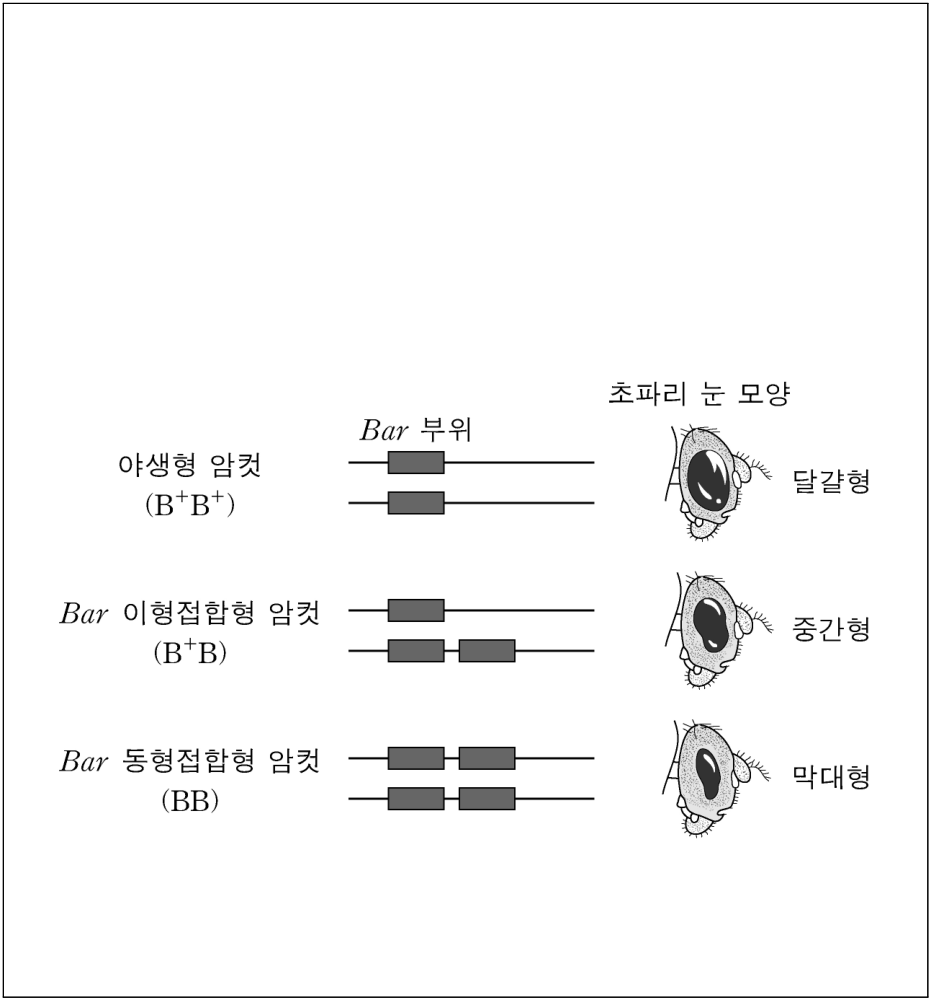 초파리 눈 모양
Bar 부위
야생형 암컷
(B⁺B⁺)
달걀형
Bar 이형접합형 암컷
(B⁺B)
중간형
Bar 동형접합형 암컷
(BB)
막대형